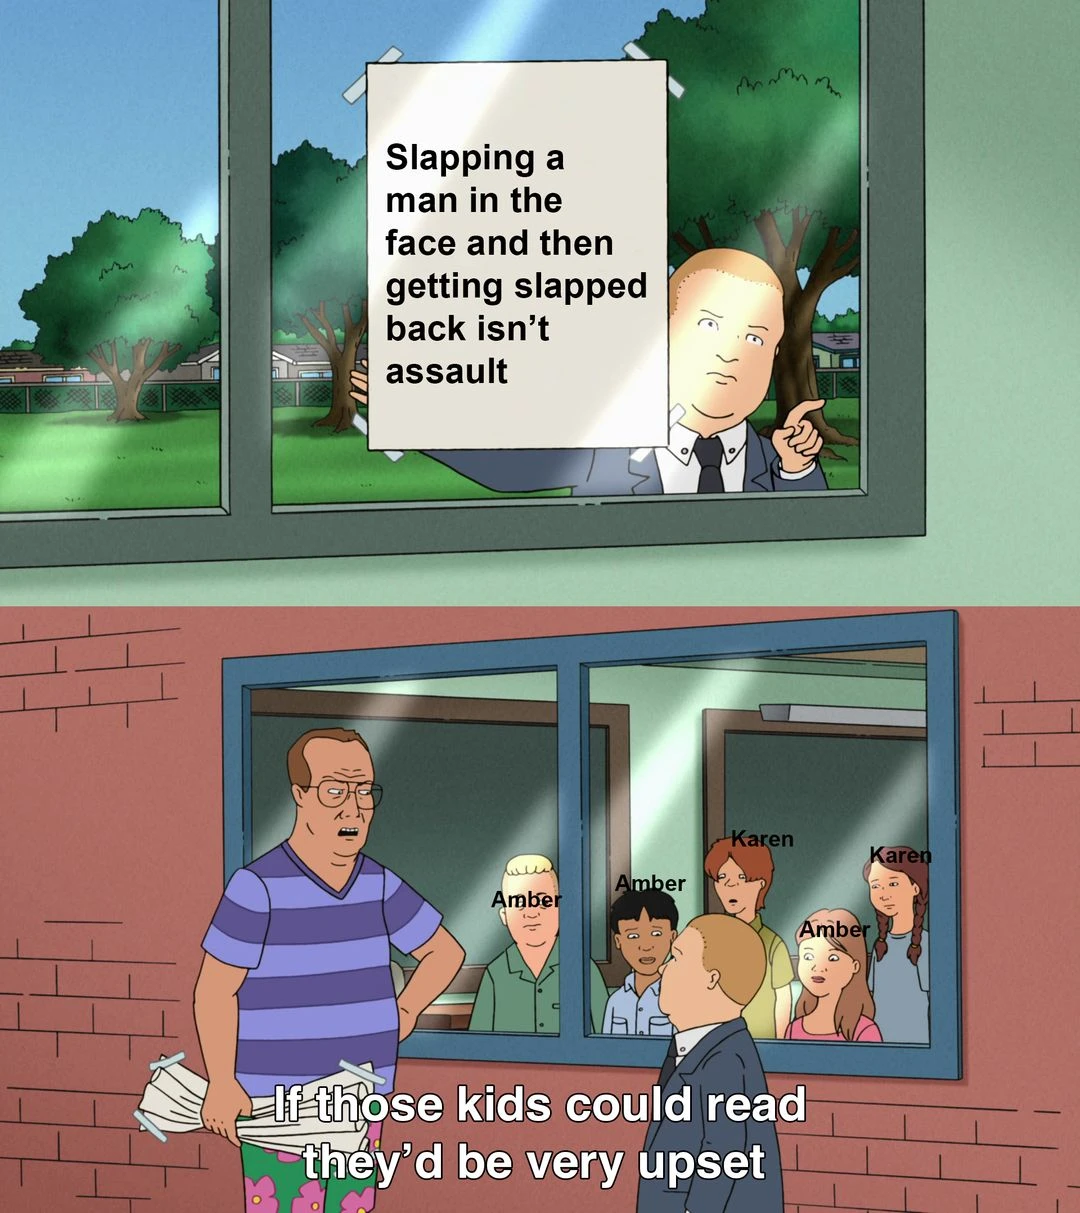 Slapping a
man in the
face and then
getting slapped
back isn’t
assault
Karen
Karen
Amber
Amber
Amber
If those kids could read
they’d be very upset